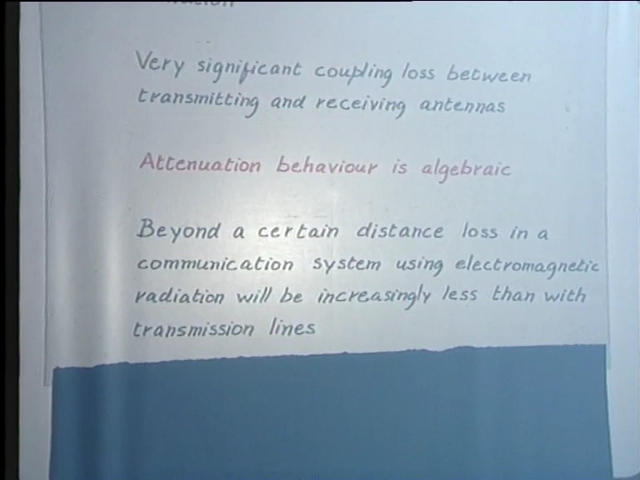 Very significant coupling loss between
transmitting and receiving antennas
Attenuation behaviour is algebraic
Beyond a certain distance loss in a
communication system using electromagnetic
radiation will be increasingly less than with
transmission lines